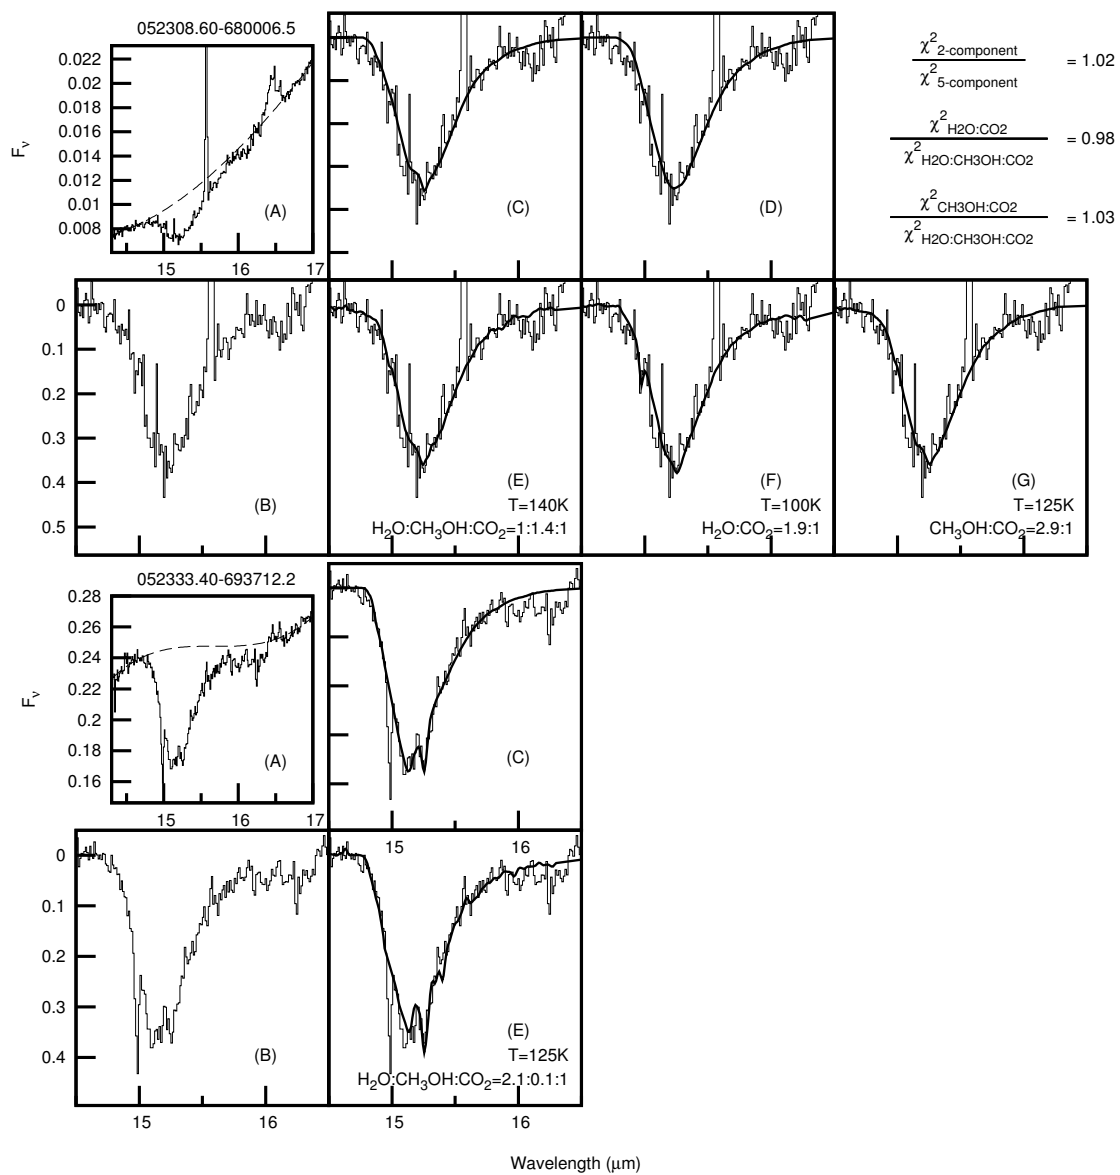 052308.60-680006.5
0.022
0.02
0.018
0.016
0.014
0.012
0.01
0.008
Fν
(A)
15 16 17
(C)
15 16
(D)
15 16
χ²2-component / χ²5-component = 1.02
χ²H2O:CO2 / χ²H2O:CH3OH:CO2 = 0.98
χ²CH3OH:CO2 / χ²H2O:CH3OH:CO2 = 1.03
0
0.1
0.2
0.3
0.4
0.5
(B)
(E)
T=140K
H₂O:CH₃OH:CO₂=1:1.4:1
(F)
T=100K
H₂O:CO₂=1.9:1
(G)
T=125K
CH₃OH:CO₂=2.9:1
052333.40-693712.2
0.28
0.26
0.24
0.22
0.2
0.18
0.16
Fν
(A)
15 16 17
(C)
15 16
0
0.1
0.2
0.3
0.4
(B)
15 16
(E)
T=125K
H₂O:CH₃OH:CO₂=2.1:0.1:1
15 16
Wavelength (μm)